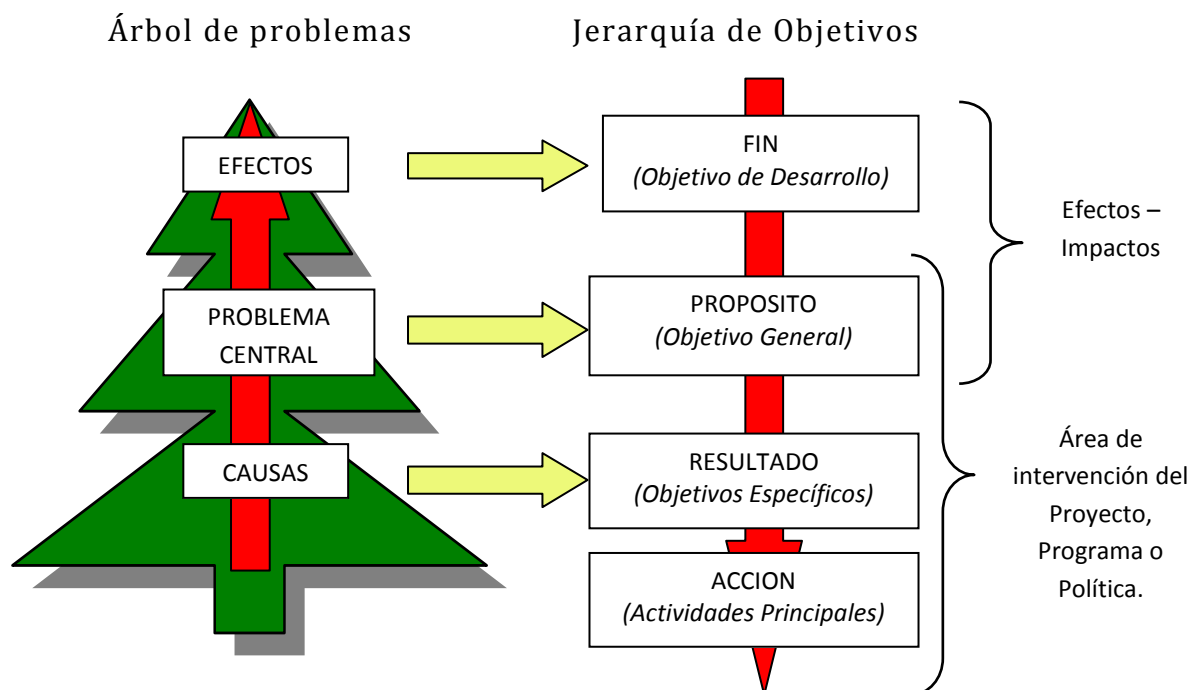 Árbol de problemas
Jerarquía de Objetivos
EFECTOS
PROBLEMA
CENTRAL
CAUSAS
FIN
(Objetivo de Desarrollo)
PROPOSITO
(Objetivo General)
RESULTADO
(Objetivos Específicos)
ACCION
(Actividades Principales)
Efectos –
Impactos
Área de
intervención del
Proyecto,
Programa o
Política.